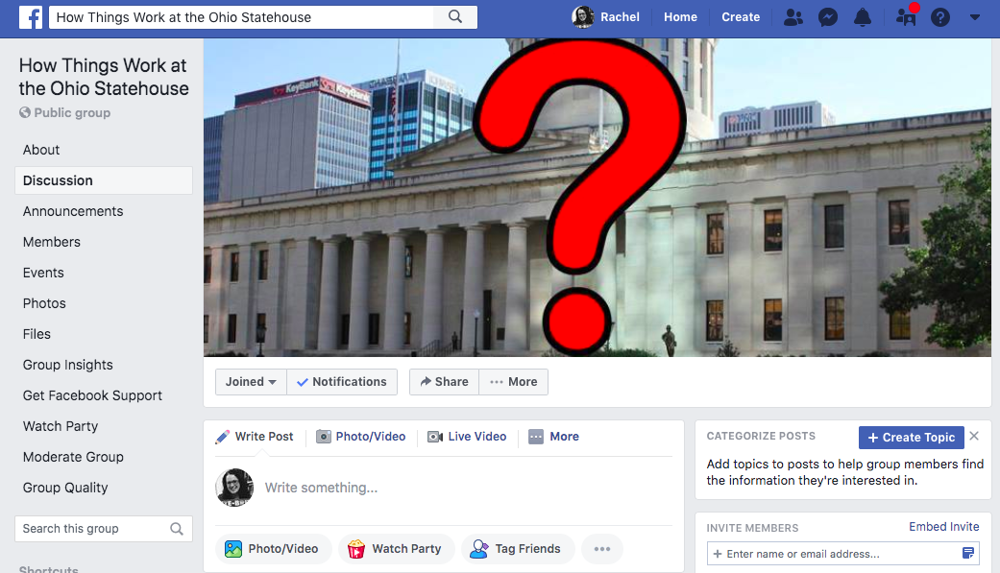 How Things Work at the Ohio Statehouse
Rachel
Home
Create
How Things Work at
the Ohio Statehouse
Public group
About
Discussion
Announcements
Members
Events
Photos
Files
Group Insights
Get Facebook Support
Watch Party
Moderate Group
Group Quality
Search this group
Shortcuts
KeyBank
KeyBank
CHASE
?
Joined
Notifications
Share
More
Write Post
Photo/Video
Live Video
More
Write something...
Photo/Video
Watch Party
Tag Friends
CATEGORIZE POSTS
+ Create Topic
Add topics to posts to help group members find
the information they're interested in.
INVITE MEMBERS
Embed Invite
+ Enter name or email address...